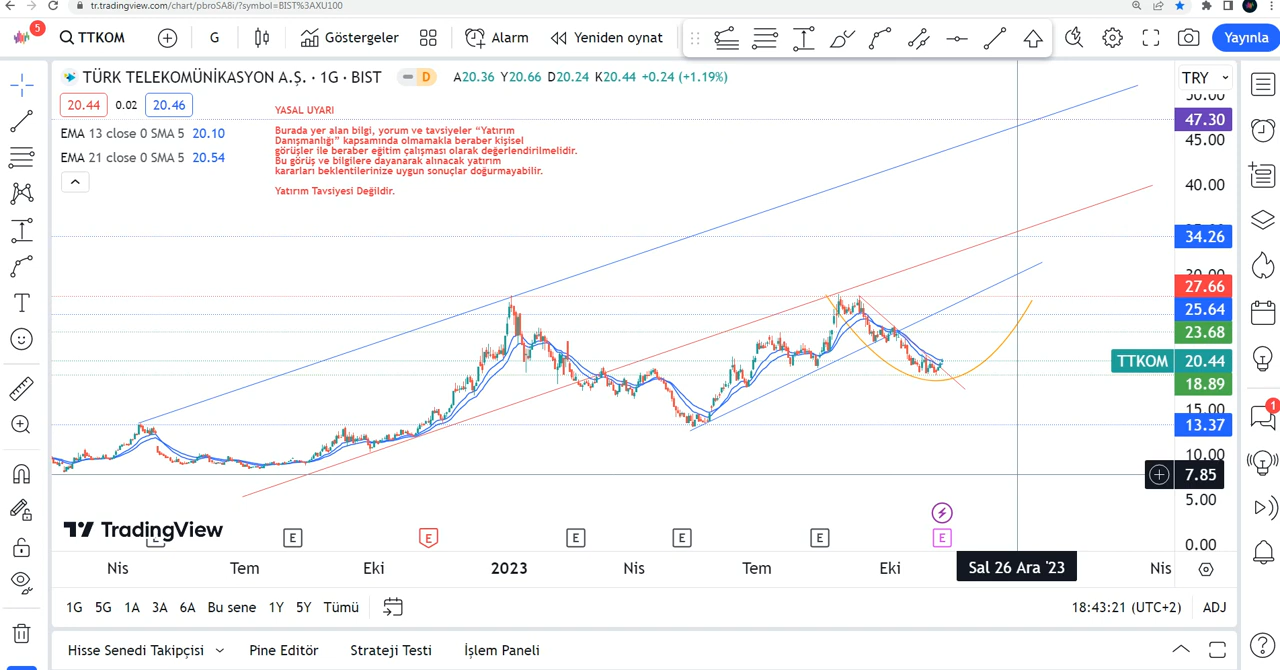 tr.tradingview.com/chart/pbroSA8i/?symbol=BIST%3AXU100
5
TTKOM
G
Göstergeler
Alarm
Yeniden oynat
Yayınla
TÜRK TELEKOMÜNİKASYON A.Ş. · 1G · BIST
D
A20.36 Y20.66 D20.24 K20.44 +0.24 (+1.19%)
TRY
20.44
0.02
20.46
EMA 13 close 0 SMA 5 20.10
EMA 21 close 0 SMA 5 20.54
YASAL UYARI
Burada yer alan bilgi, yorum ve tavsiyeler “Yatırım
Danışmanlığı” kapsamında olmamakla beraber kişisel
görüşler ile beraber eğitim çalışması olarak değerlendirilmelidir.
Bu görüş ve bilgilere dayanarak alınacak yatırım
kararları beklentilerinize uygun sonuçlar doğurmayabilir.
Yatırım Tavsiyesi Değildir.
50.00
47.30
45.00
40.00
34.26
30.00
27.66
25.64
23.68
TTKOM 20.44
18.89
15.00
13.37
10.00
7.85
5.00
0.00
1
TradingView
E
E
E
E
E
E
E
Nis
Tem
Eki
2023
Nis
Tem
Eki
Sal 26 Ara '23
Nis
1G 5G 1A 3A 6A Bu sene 1Y 5Y Tümü
18:43:21 (UTC+2)
ADJ
Hisse Senedi Takipçisi
Pine Editör
Strateji Testi
İşlem Paneli